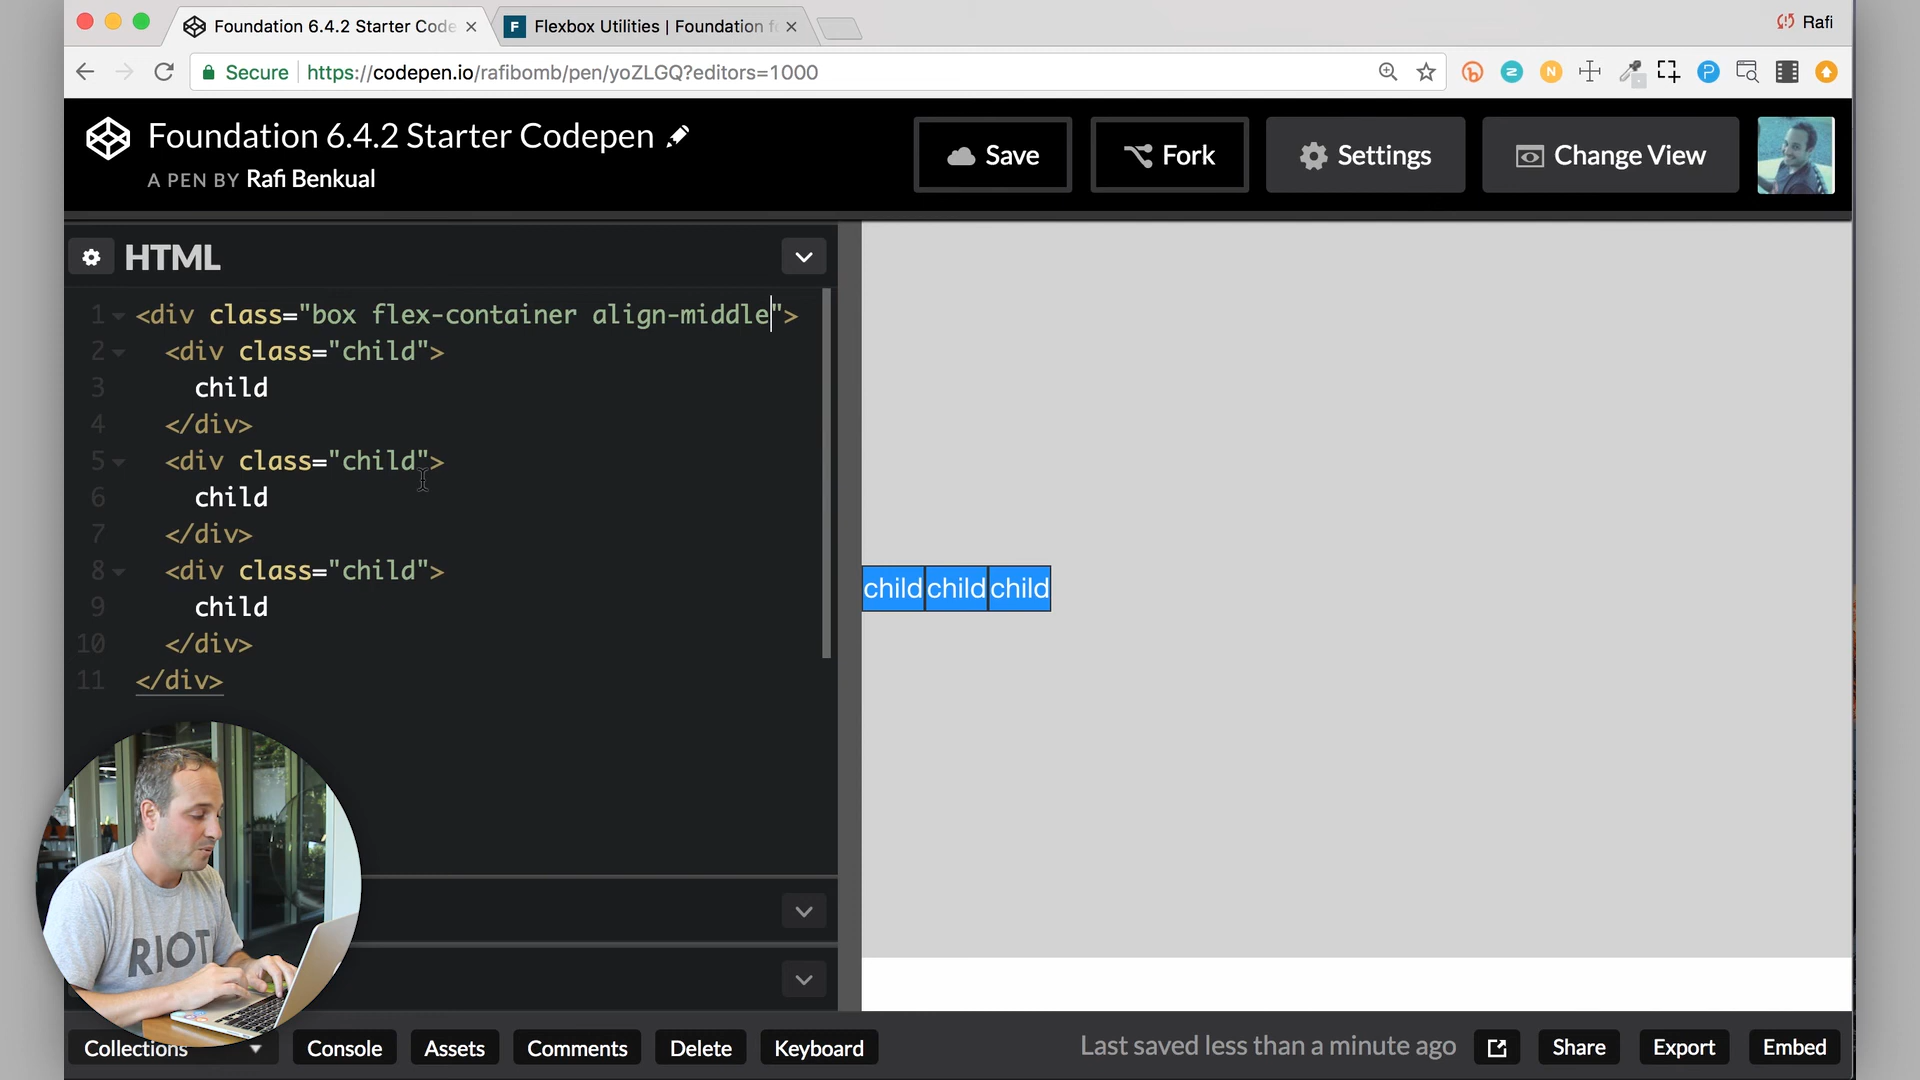 Foundation 6.4.2 Starter Code
Flexbox Utilities | Foundation f
Rafi
Secure
https://codepen.io/rafibomb/pen/yoZLGQ?editors=1000
Foundation 6.4.2 Starter Codepen
A PEN BY Rafi Benkual
Save
Fork
Settings
Change View
HTML
1 <div class="box flex-container align-middle">
2 <div class="child">
3 child
4 </div>
5 <div class="child">
6 child
7 </div>
8 <div class="child">
9 child
10 </div>
11 </div>
child child child
RIOT
Collections
Console
Assets
Comments
Delete
Keyboard
Last saved less than a minute ago
Share
Export
Embed